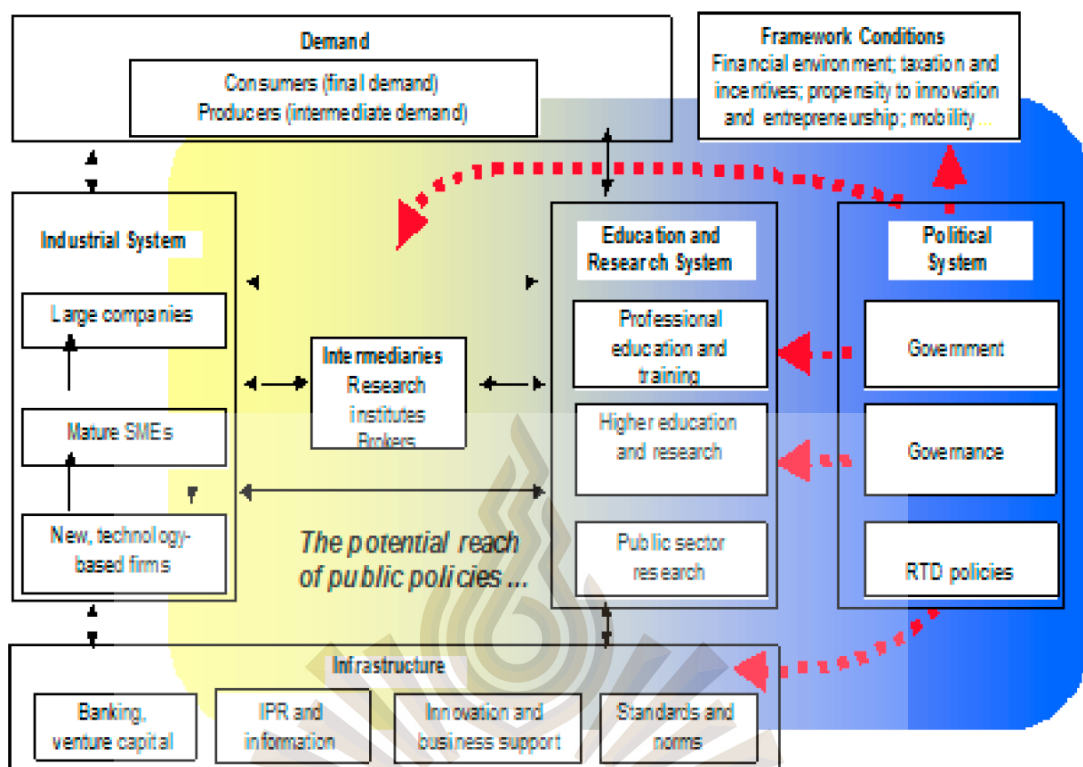 Demand
Consumers (final demand)
Producers (intermediate demand)
Framework Conditions
Financial environment; taxation and
incentives; propensity to innovation
and entrepreneurship; mobility ...
Industrial System
Large companies
Mature SMEs
New, technology-
based firms
Intermediaries
Research
institutes
Brokers
The potential reach
of public policies ...
Education and
Research System
Professional
education and
training
Higher education
and research
Public sector
research
Political
System
Government
Governance
RTD policies
Infrastructure
Banking,
venture capital
IPR and
information
Innovation and
business support
Standards and
norms